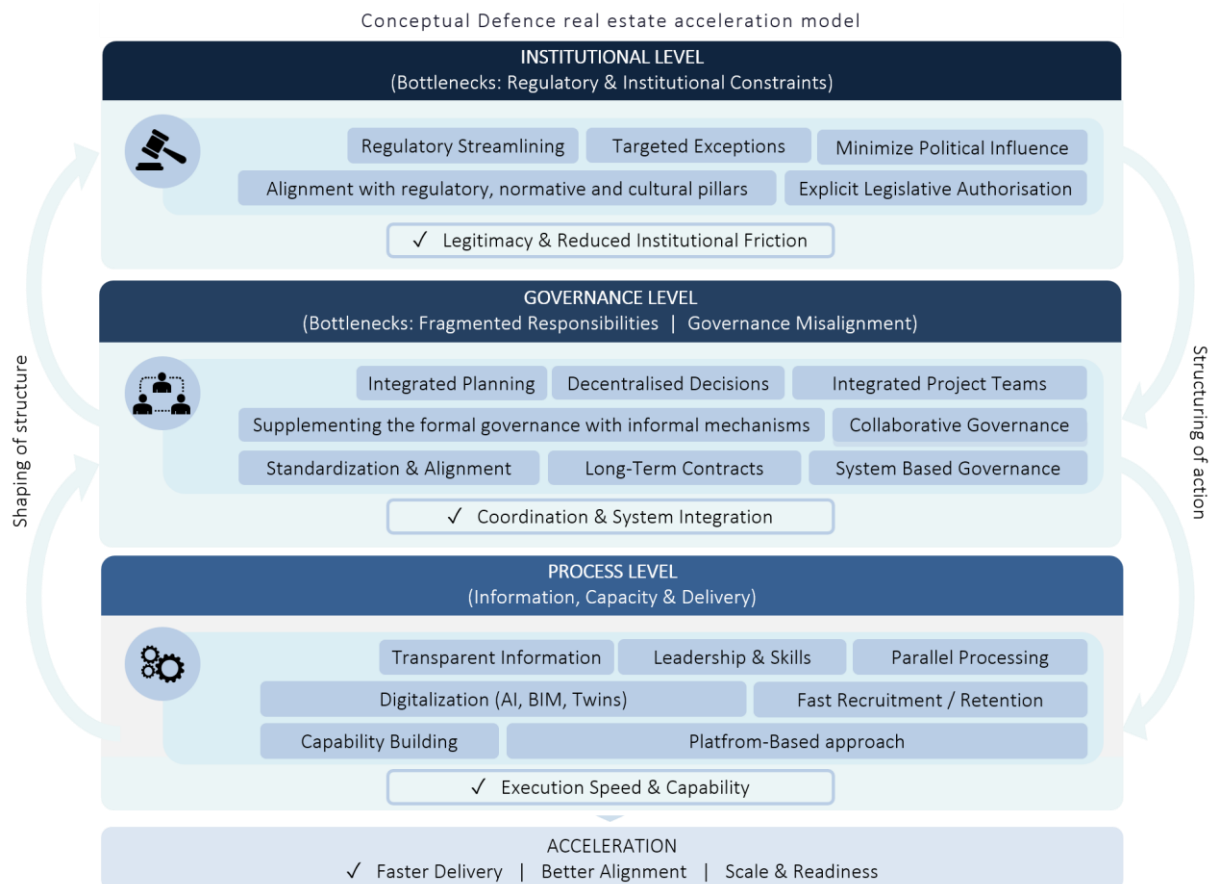 Conceptual Defence real estate acceleration model
INSTITUTIONAL LEVEL
(Bottlenecks: Regulatory & Institutional Constraints)
Regulatory Streamlining
Targeted Exceptions
Minimize Political Influence
Alignment with regulatory, normative and cultural pillars
Explicit Legislative Authorisation
✓ Legitimacy & Reduced Institutional Friction
GOVERNANCE LEVEL
(Bottlenecks: Fragmented Responsibilities | Governance Misalignment)
Integrated Planning
Decentralised Decisions
Integrated Project Teams
Supplementing the formal governance with informal mechanisms
Collaborative Governance
Standardization & Alignment
Long-Term Contracts
System Based Governance
✓ Coordination & System Integration
PROCESS LEVEL
(Information, Capacity & Delivery)
Transparent Information
Leadership & Skills
Parallel Processing
Digitalization (AI, BIM, Twins)
Fast Recruitment / Retention
Capability Building
Platfrom-Based approach
✓ Execution Speed & Capability
ACCELERATION
✓ Faster Delivery | Better Alignment | Scale & Readiness
Shaping of structure
Structuring of action